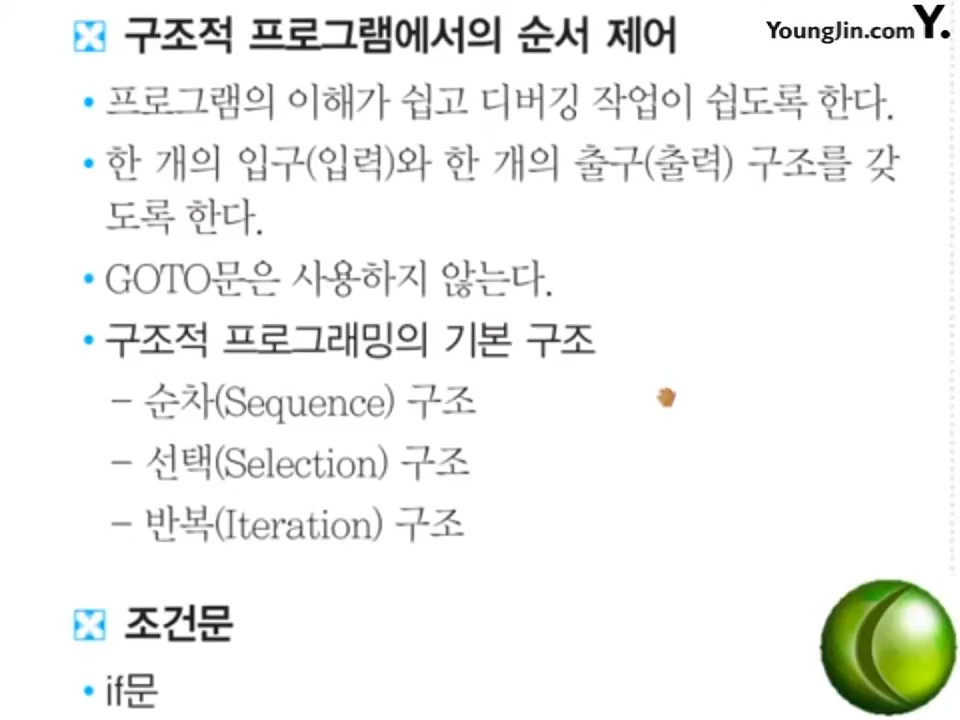 구조적 프로그램에서의 순서 제어
YoungJin.com Y.
• 프로그램의 이해가 쉽고 디버깅 작업이 쉽도록 한다.
• 한 개의 입구(입력)와 한 개의 출구(출력) 구조를 갖
도록 한다.
• GOTO문은 사용하지 않는다.
• 구조적 프로그래밍의 기본 구조
– 순차(Sequence) 구조
– 선택(Selection) 구조
– 반복(Iteration) 구조
조건문
• if문